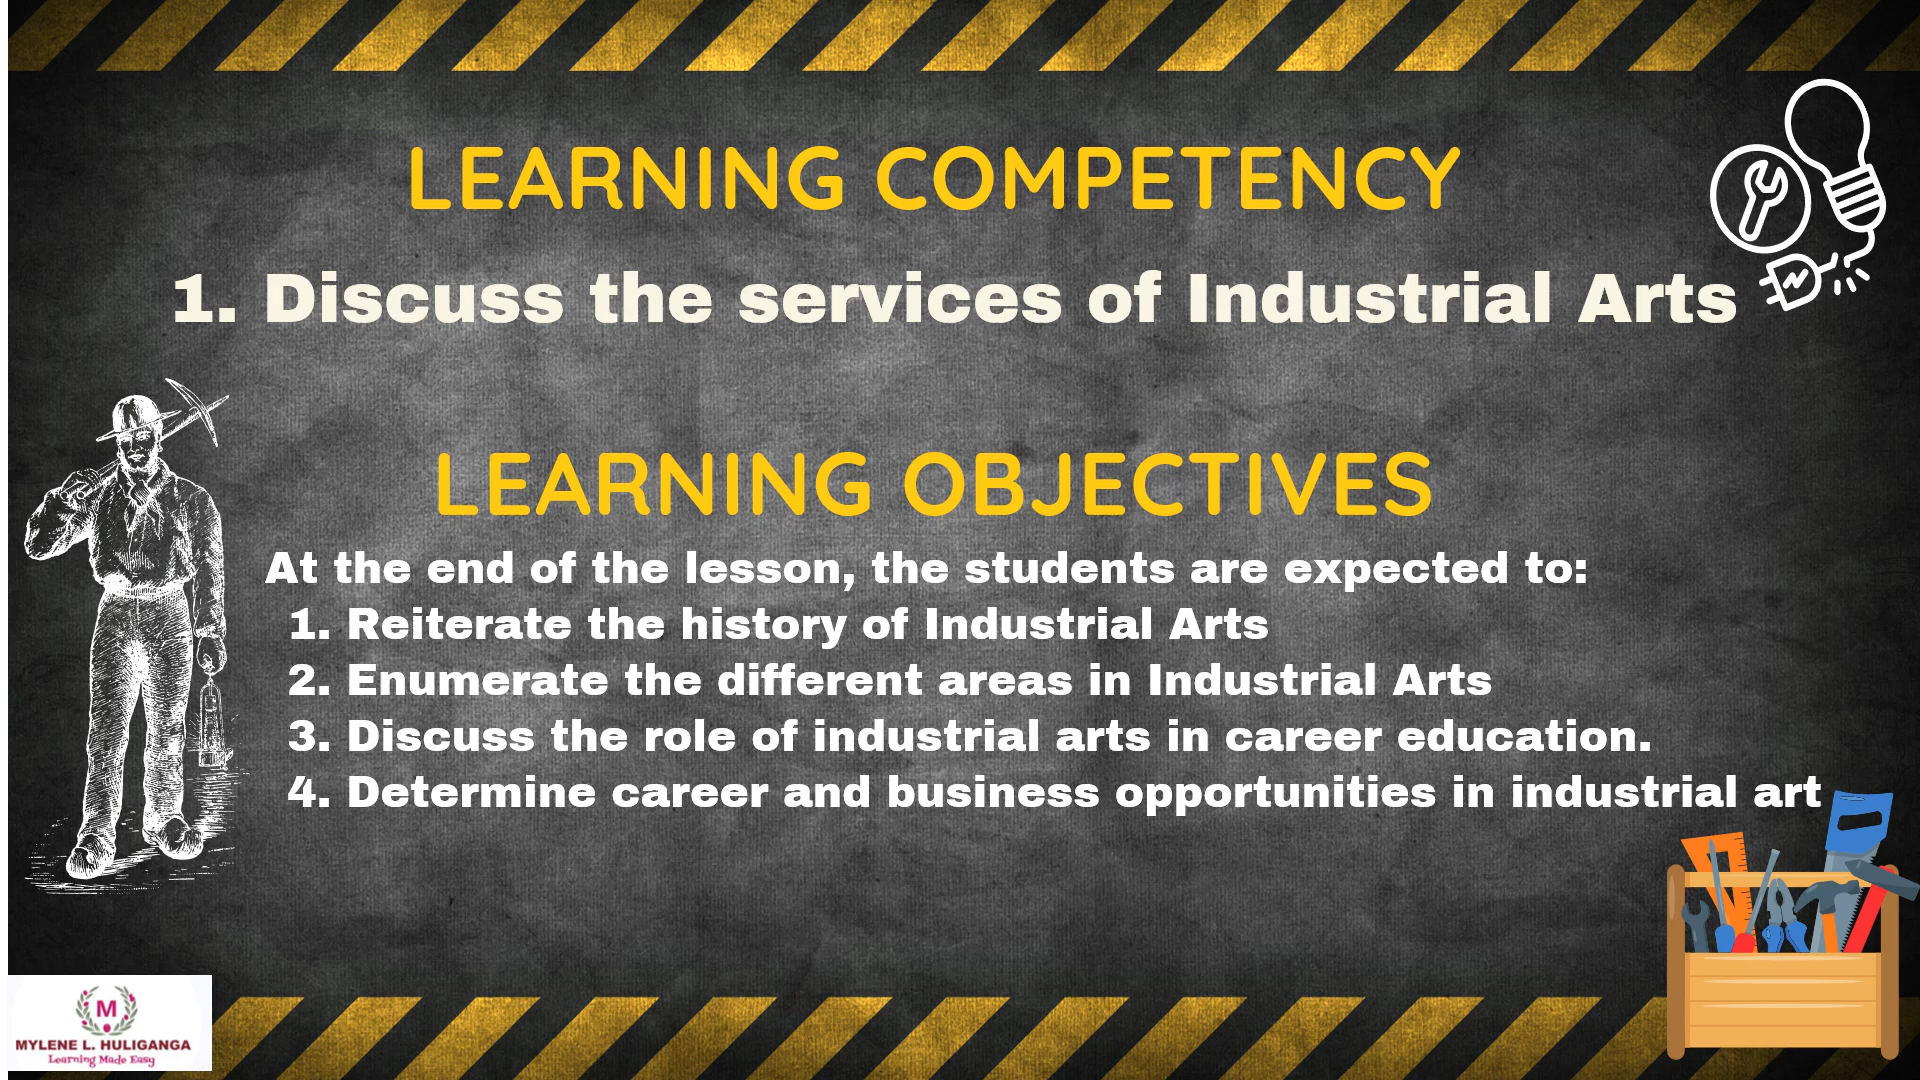 LEARNING COMPETENCY
1. Discuss the services of Industrial Arts
LEARNING OBJECTIVES
At the end of the lesson, the students are expected to:
1. Reiterate the history of Industrial Arts
2. Enumerate the different areas in Industrial Arts
3. Discuss the role of industrial arts in career education.
4. Determine career and business opportunities in industrial art
M
MYLENE L. HULIGANGA
Learning Made Easy